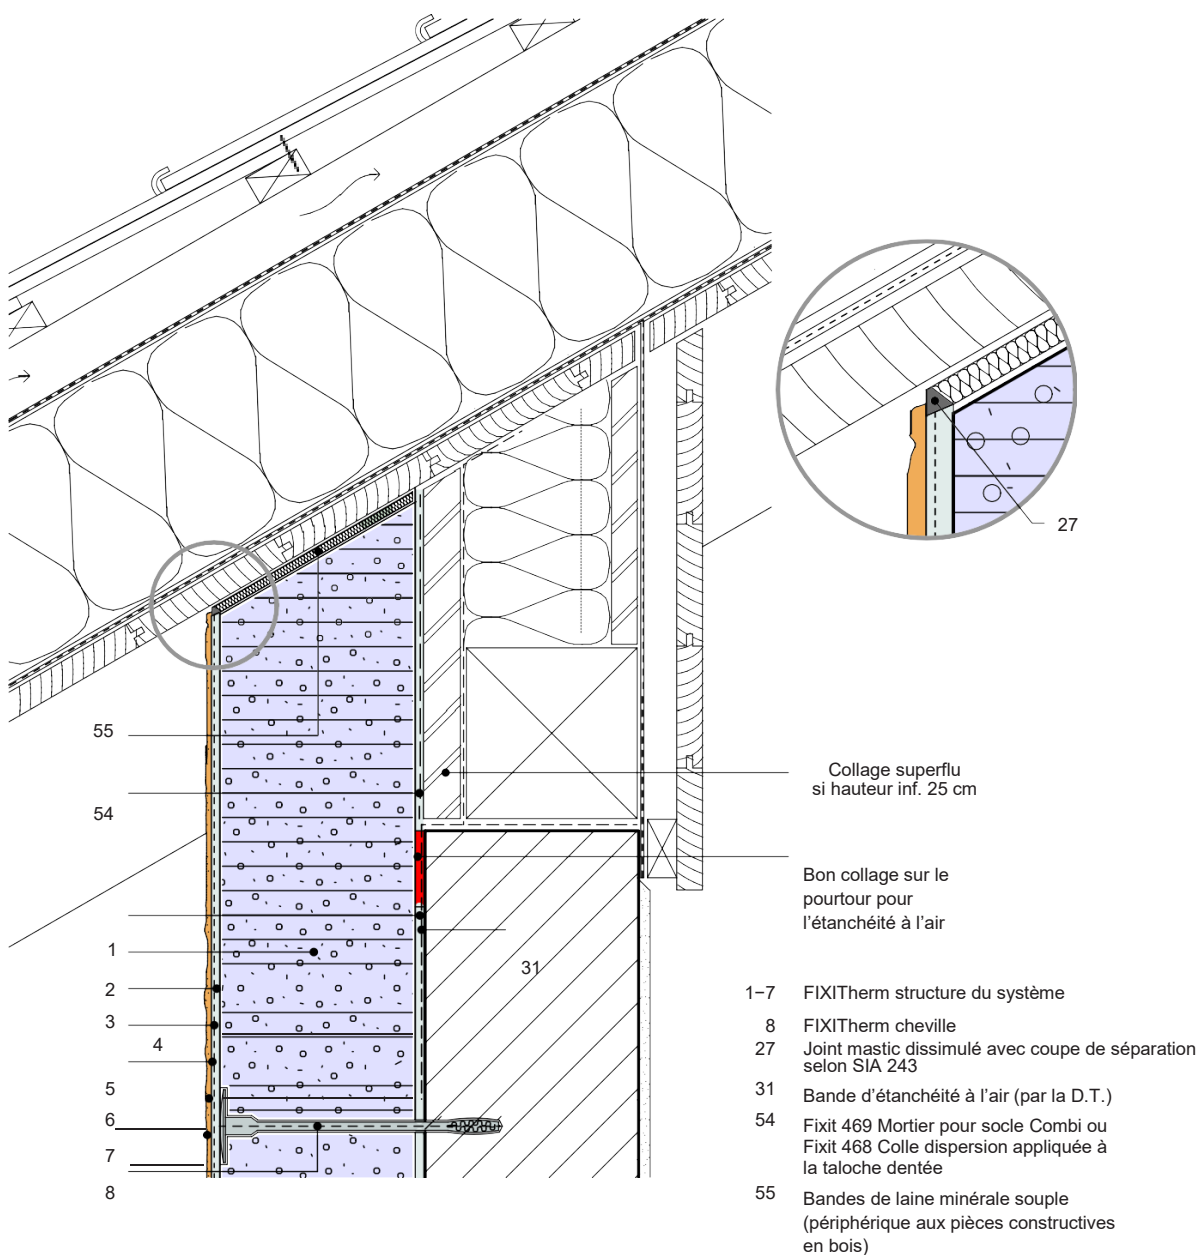 27
55
54
Collage superflu
si hauteur inf. 25 cm
Bon collage sur le
pourtour pour
l’étanchéité à l’air
1
31
2
3
4
5
6
7
8
1–7 FIXITherm structure du système
8 FIXITherm cheville
27 Joint mastic dissimulé avec coupe de séparation
selon SIA 243
31 Bande d’étanchéité à l’air (par la D.T.)
54 Fixit 469 Mortier pour socle Combi ou
Fixit 468 Colle dispersion appliquée à
la taloche dentée
55 Bandes de laine minérale souple
(périphérique aux pièces constructives
en bois)